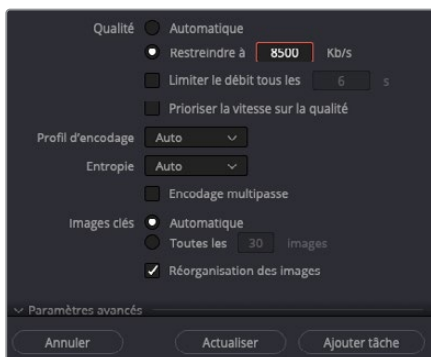 Qualité Automatique
Restreindre à 8500 Kb/s
Limiter le débit tous les 6 s
Prioriser la vitesse sur la qualité
Profil d'encodage Auto
Entropie Auto
Encodage multipasse
Images clés Automatique
Toutes les 30 images
Réorganisation des images
Paramètres avancés
Annuler Actualiser Ajouter tâche